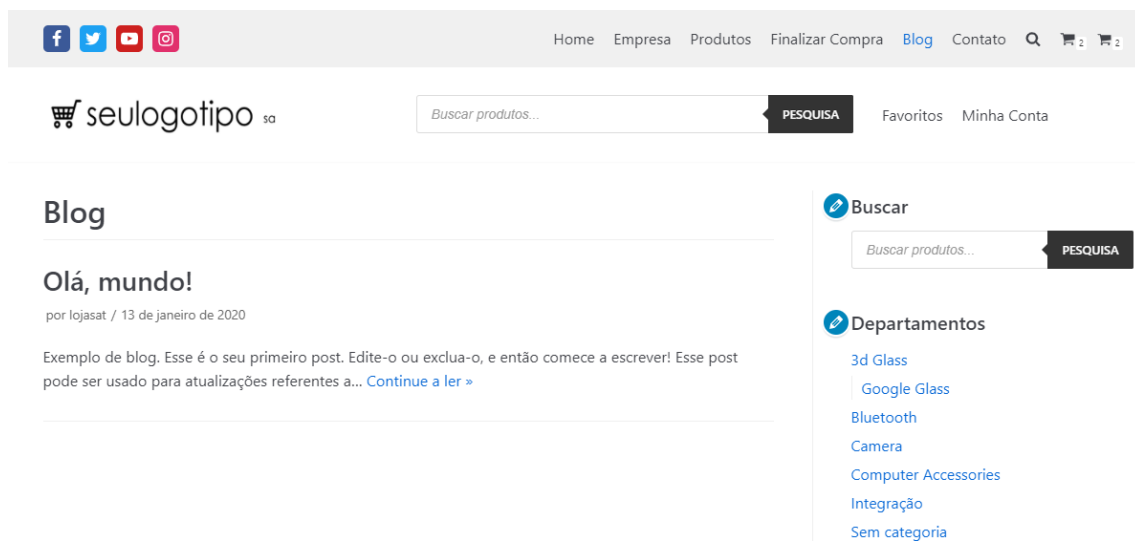 Home Empresa Produtos Finalizar Compra Blog Contato 2 2
seulogotipo sa
Buscar produtos... PESQUISA Favoritos Minha Conta
Blog
Olá, mundo!
por lojasat / 13 de janeiro de 2020
Exemplo de blog. Esse é o seu primeiro post. Edite-o ou exclua-o, e então comece a escrever! Esse post
pode ser usado para atualizações referentes a... Continue a ler »
Buscar
Buscar produtos... PESQUISA
Departamentos
3d Glass
Google Glass
Bluetooth
Camera
Computer Accessories
Integração
Sem categoria